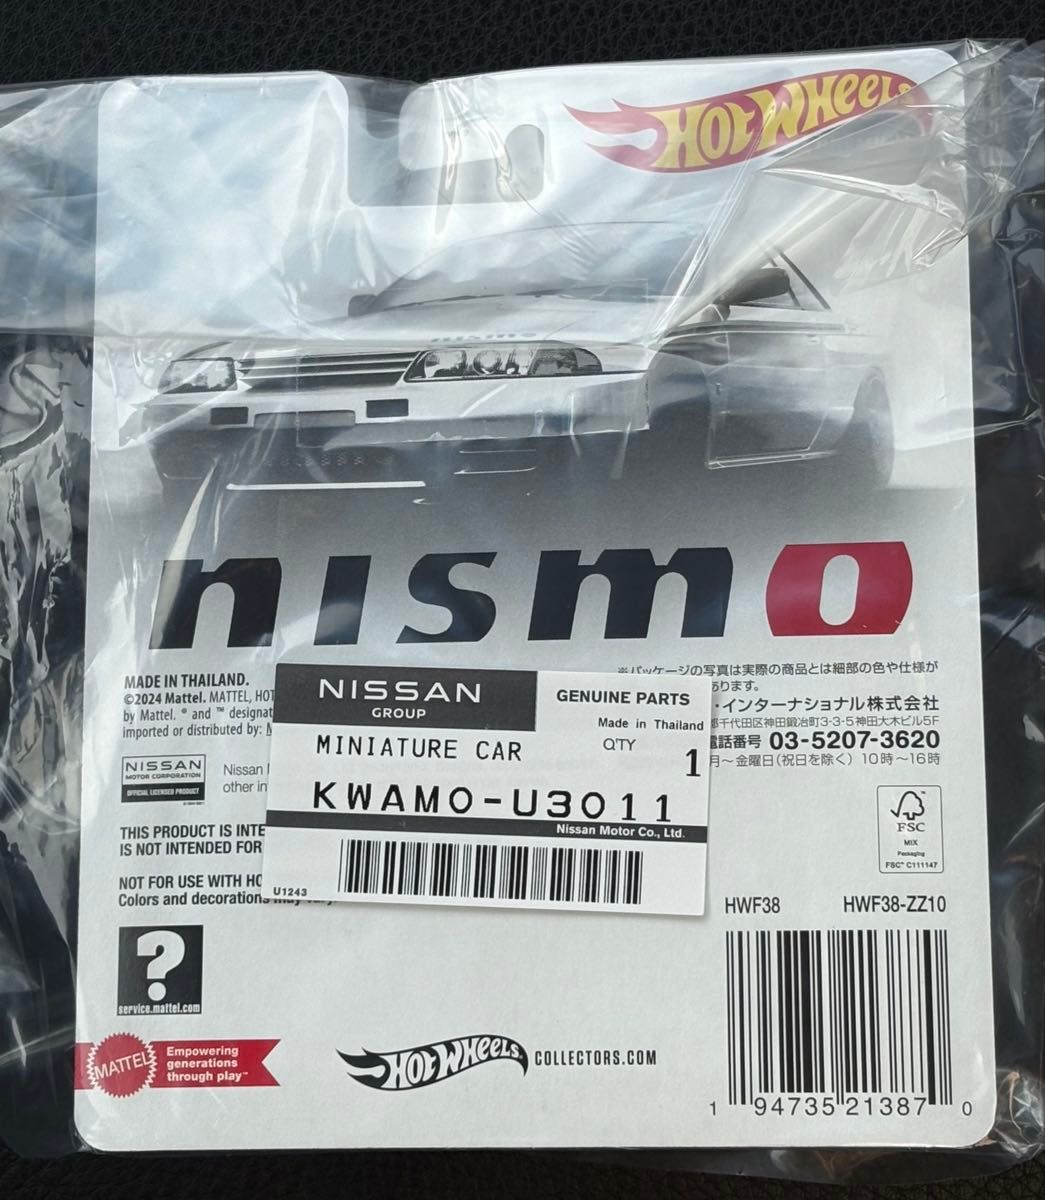 HOT WHEELS
nismo
nismo
MADE IN THAILAND.
©2024 Mattel. MATTEL, HOT
by Mattel. ® and ™ designat
imported or distributed by:
NISSAN
MOTOR CORPORATION
OFFICIAL LICENSED PRODUCT
Nissan
other in
THIS PRODUCT IS INTE
IS NOT INTENDED FOR
NOT FOR USE WITH HO
Colors and decorations may vary.
※パッケージの写真は実際の商品とは細部の色や仕様が
あります。
・インターナショナル株式会社
都千代田区神田鍛冶町3-3-5神田大木ビル5F
電話番号 03-5207-3620
月～金曜日(祝日を除く) 10時～16時
NISSAN
GROUP
GENUINE PARTS
Made in Thailand
MINIATURE CAR
Q'TY
1
KWAM0-U3011
Nissan Motor Co., Ltd.
U1243
FSC
MIX
Packaging
FSC™ C111147
HWF38 HWF38-ZZ10
?
service.mattel.com
MATTEL
Empowering
generations
through play™
HOT WHEELS
COLLECTORS.COM
1 94735 21387 0